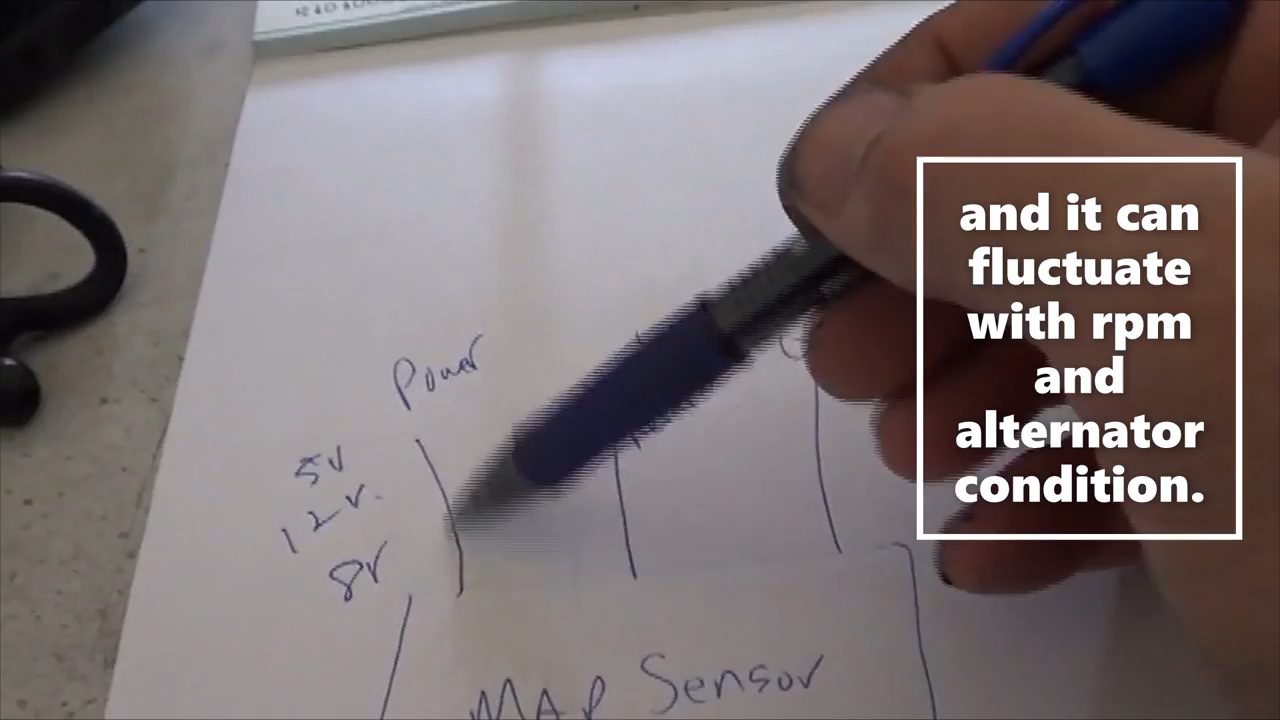 Power
5V
12V.
8V
MAP Sensor
and it can
fluctuate
with rpm
and
alternator
condition.